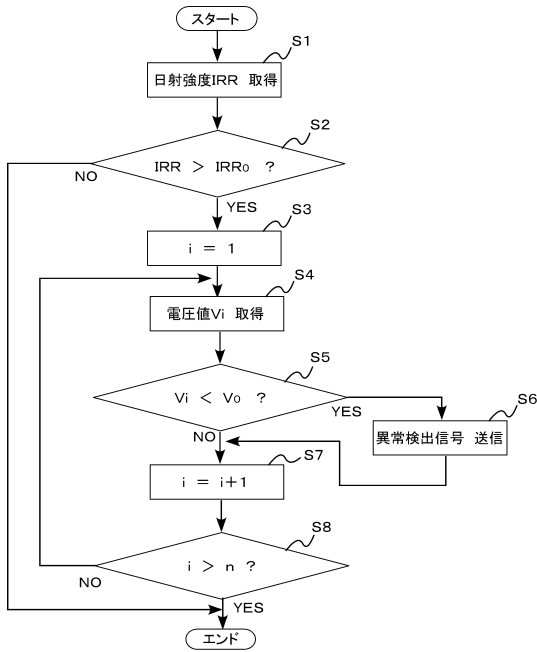 スタート
S1
日射強度IRR 取得
S2
IRR > IRR0 ?
NO
YES
S3
i = 1
S4
電圧値Vi 取得
S5
Vi < V0 ?
YES
S6
異常検出信号 送信
NO
S7
i = i+1
S8
i > n ?
NO
YES
エンド